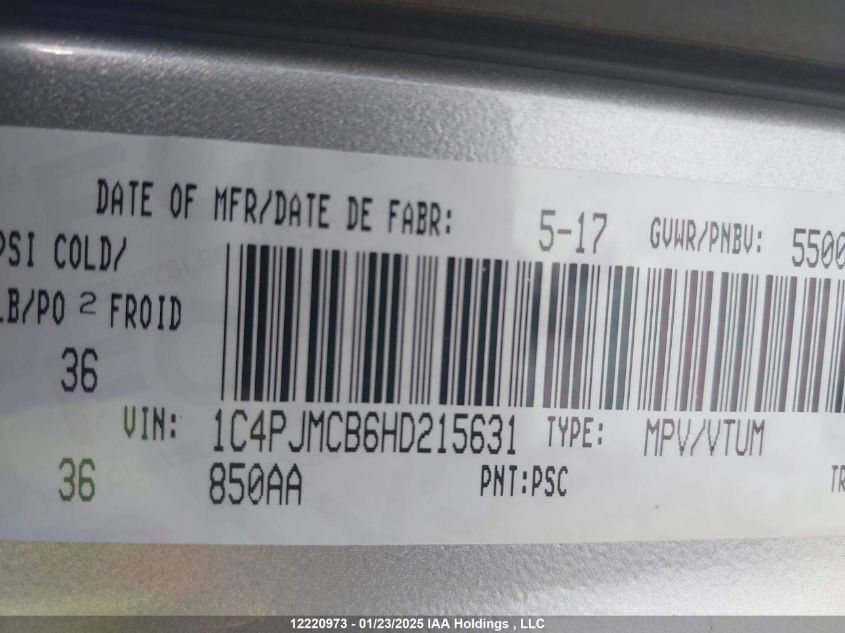 DATE OF MFR/DATE DE FABR: 5-17 GVWR/PNBV: 5500
PSI COLD/
LB/PO 2 FROID
36
VIN: 1C4PJMCB6HD215631 TYPE: MPV/VTUM
36 850AA PNT:PSC TR
12220973 - 01/23/2025 IAA Holdings , LLC